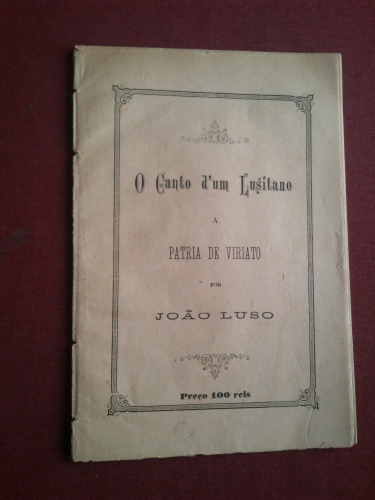 O Canto d'um Lusitano
Á
PATRIA DE VIRIATO
POR
JOÃO LUSO
Preço 100 reis